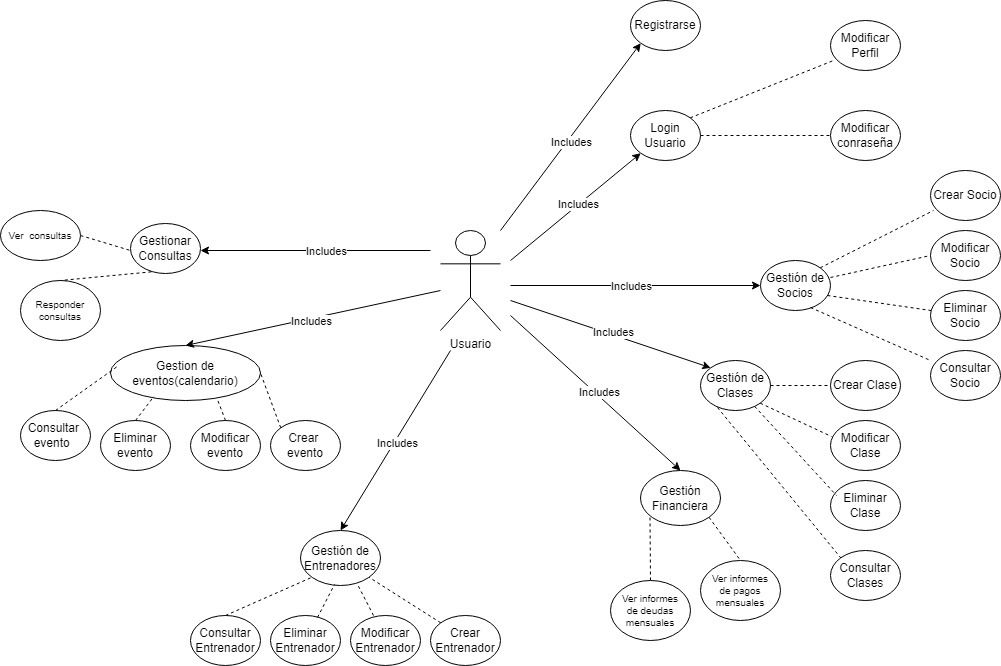 Registrarse
Modificar
Perfil
Includes
Login
Usuario
Modificar
conraseña
Includes
Crear Socio
Ver consultas
Gestionar
Consultas
Includes
Modificar
Socio
Gestión de
Socios
Includes
Responder
consultas
Eliminar
Socio
Includes
Includes
Usuario
Consultar
Socio
Gestion de
eventos(calendario)
Gestión de
Clases
Crear Clase
Includes
Consultar
evento
Eliminar
evento
Modificar
evento
Crear
evento
Includes
Modificar
Clase
Gestión
Financiera
Eliminar
Clase
Gestión de
Entrenadores
Consultar
Clases
Ver informes
de pagos
mensuales
Ver informes
de deudas
mensuales
Consultar
Entrenador
Eliminar
Entrenador
Modificar
Entrenador
Crear
Entrenador